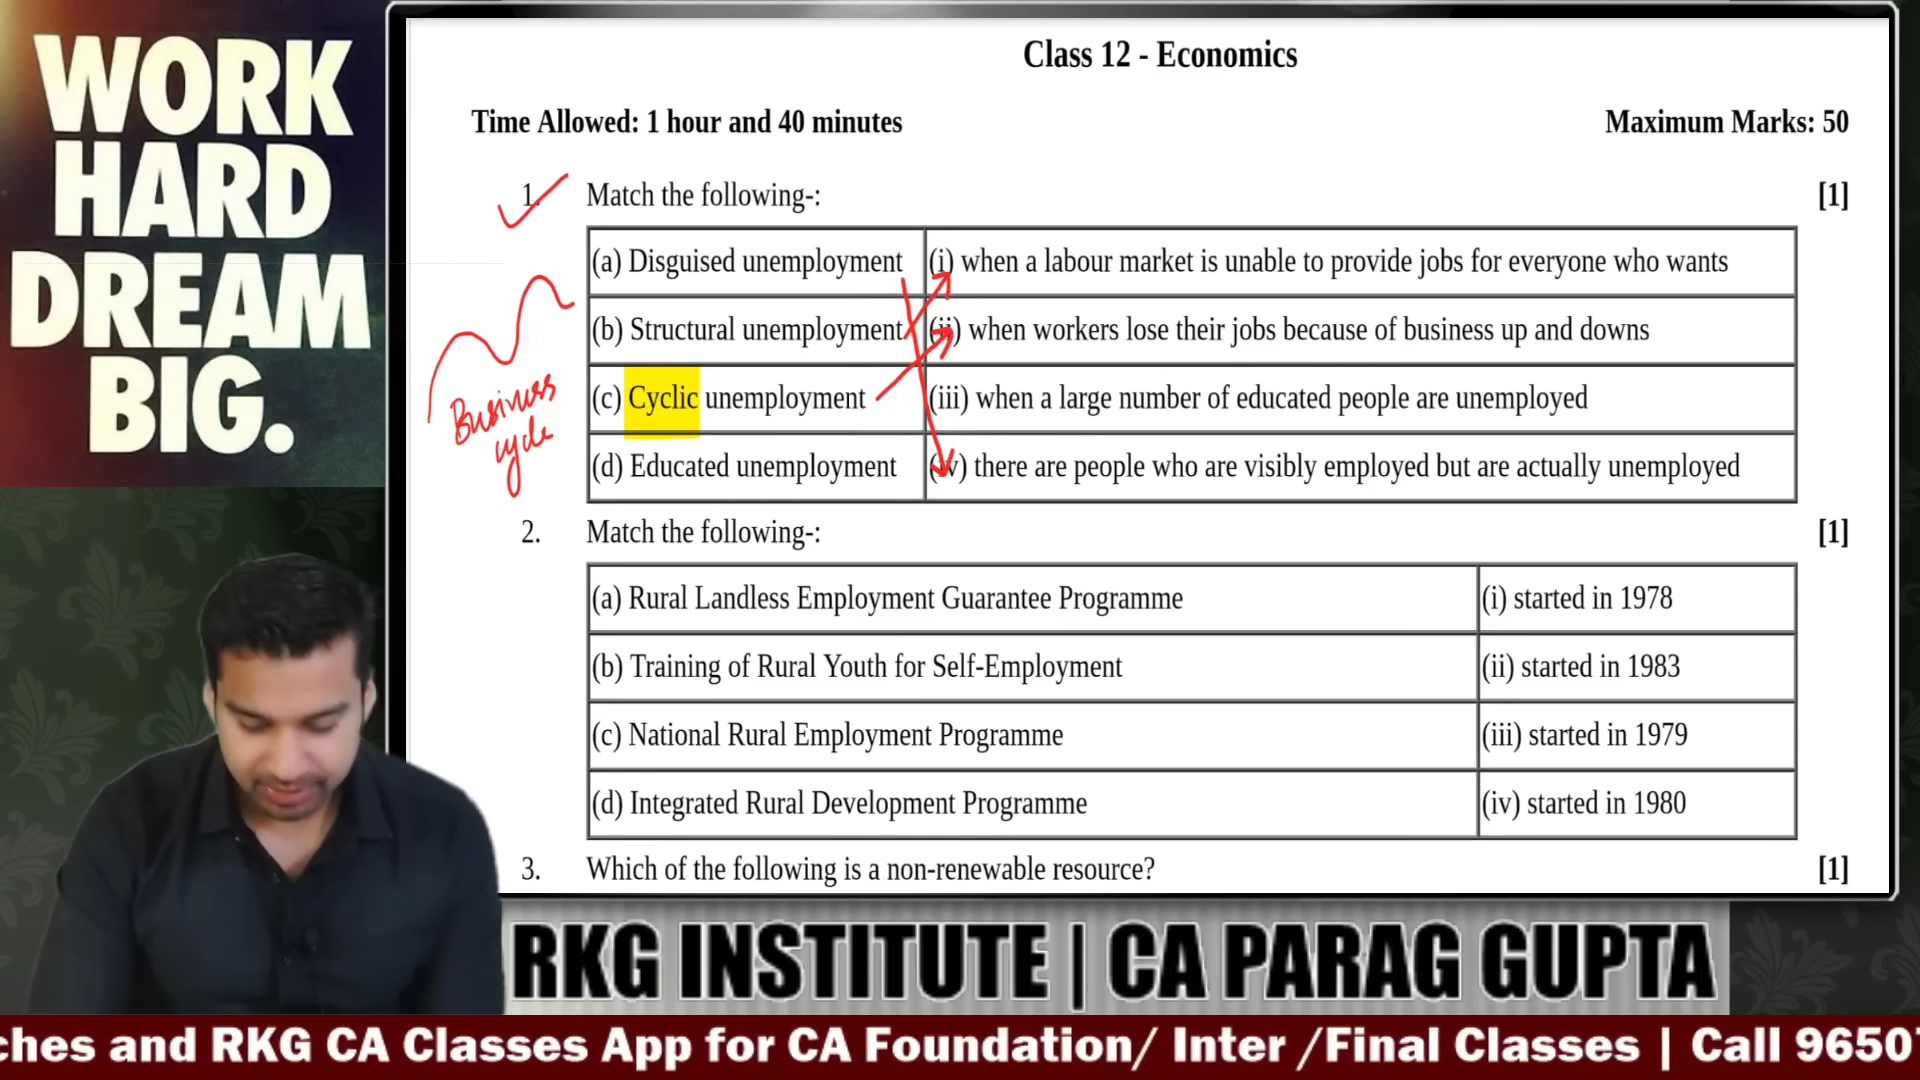 WORK
HARD
DREAM
BIG.
Class 12 - Economics
Time Allowed: 1 hour and 40 minutes
Maximum Marks: 50
1. Match the following-: [1]
(a) Disguised unemployment (i) when a labour market is unable to provide jobs for everyone who wants
(b) Structural unemployment (ii) when workers lose their jobs because of business up and downs
(c) Cyclic unemployment (iii) when a large number of educated people are unemployed
(d) Educated unemployment (iv) there are people who are visibly employed but are actually unemployed
Business
cycle
2. Match the following-: [1]
(a) Rural Landless Employment Guarantee Programme (i) started in 1978
(b) Training of Rural Youth for Self-Employment (ii) started in 1983
(c) National Rural Employment Programme (iii) started in 1979
(d) Integrated Rural Development Programme (iv) started in 1980
3. Which of the following is a non-renewable resource? [1]
RKG INSTITUTE | CA PARAG GUPTA
ches and RKG CA Classes App for CA Foundation/ Inter /Final Classes | Call 9650